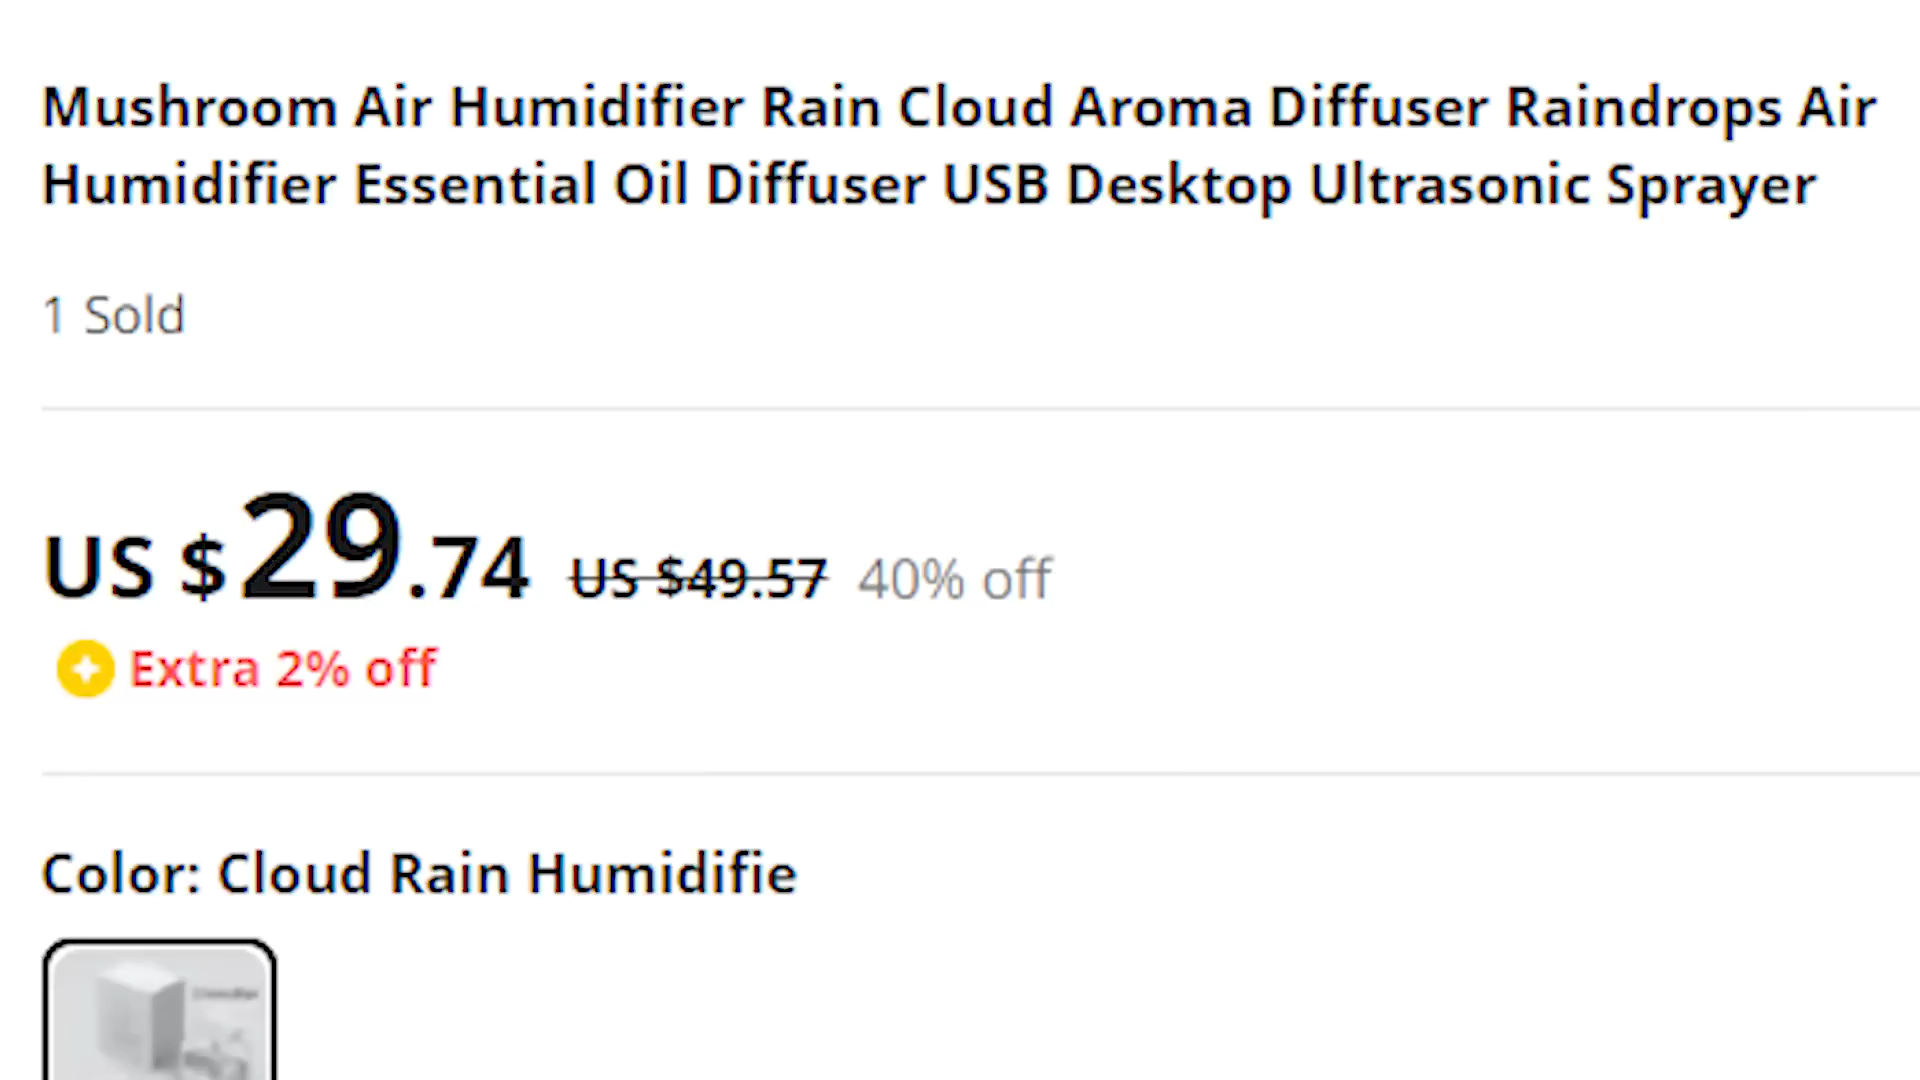 Mushroom Air Humidifier Rain Cloud Aroma Diffuser Raindrops Air
Humidifier Essential Oil Diffuser USB Desktop Ultrasonic Sprayer
1 Sold
US $29.74 US $49.57 40% off
Extra 2% off
Color: Cloud Rain Humidifie